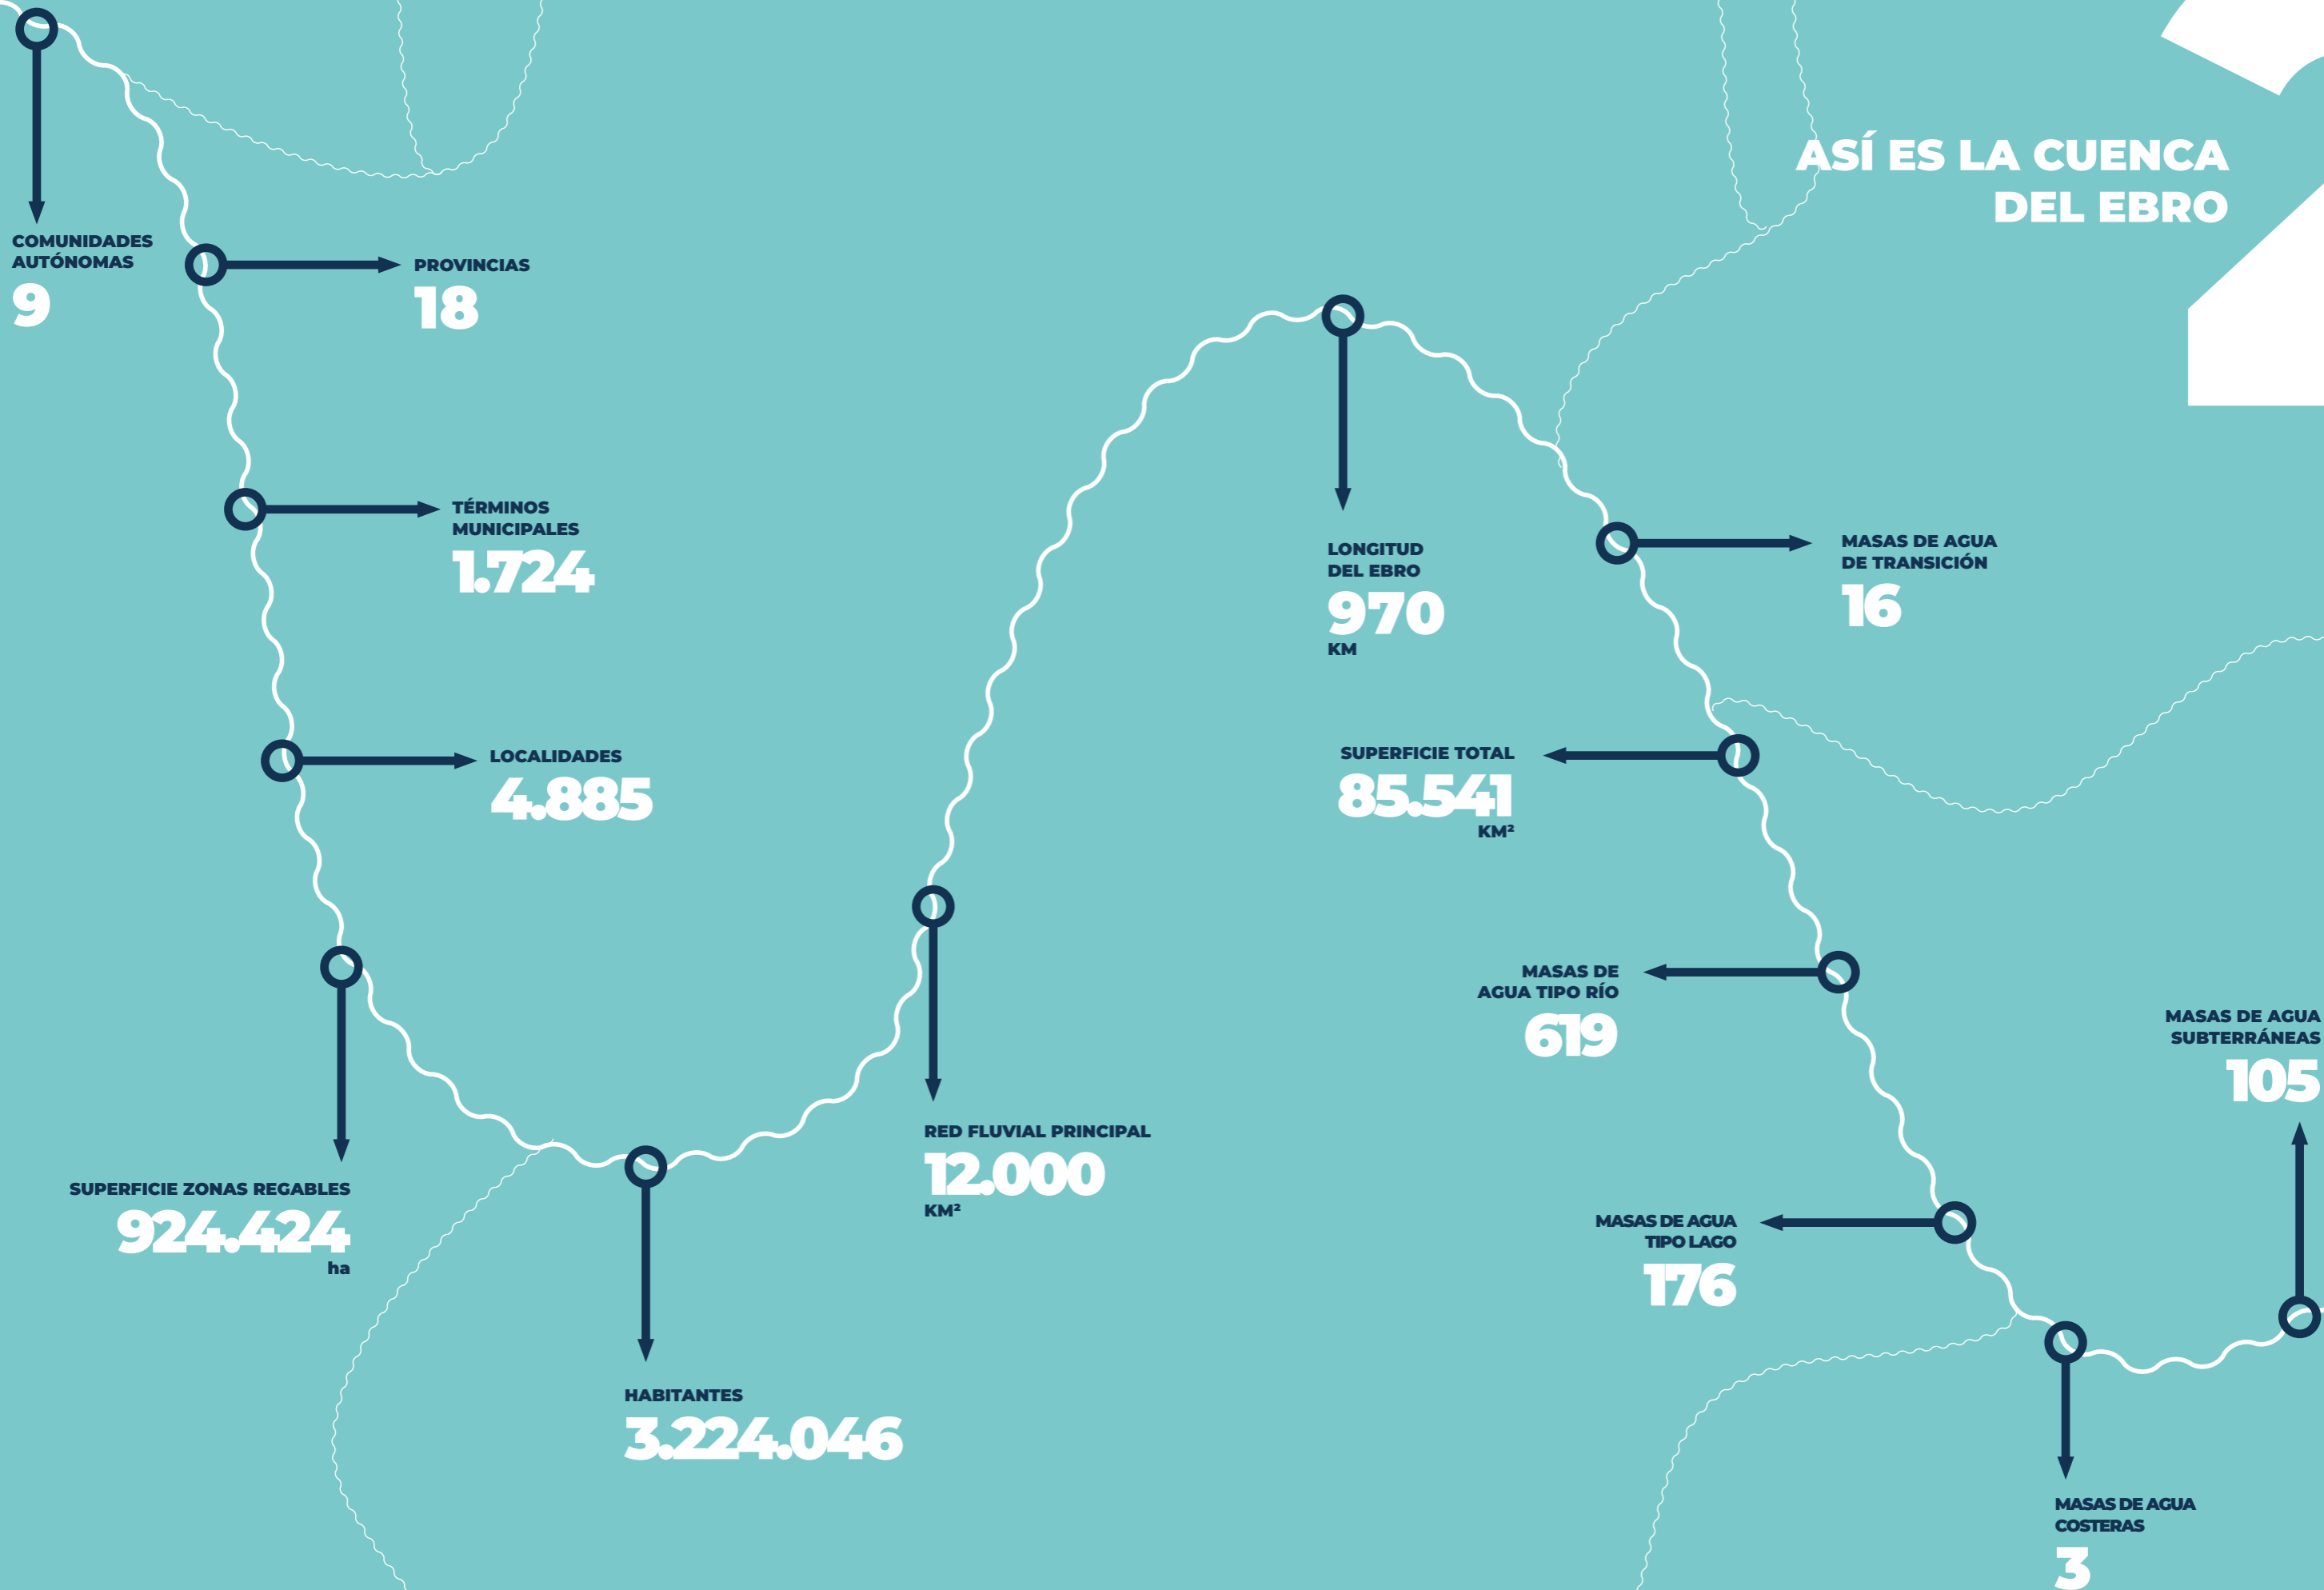 ASÍ ES LA CUENCA
DEL EBRO
COMUNIDADES
AUTÓNOMAS
9
PROVINCIAS
18
TÉRMINOS
MUNICIPALES
1.724
LOCALIDADES
4.885
SUPERFICIE ZONAS REGABLES
924.424
ha
HABITANTES
3.224.046
RED FLUVIAL PRINCIPAL
12.000
KM²
LONGITUD
DEL EBRO
970
KM
MASAS DE AGUA
DE TRANSICIÓN
16
SUPERFICIE TOTAL
85.541
KM²
MASAS DE
AGUA TIPO RÍO
619
MASAS DE AGUA
TIPO LAGO
176
MASAS DE AGUA
COSTERAS
3
MASAS DE AGUA
SUBTERRÁNEAS
105